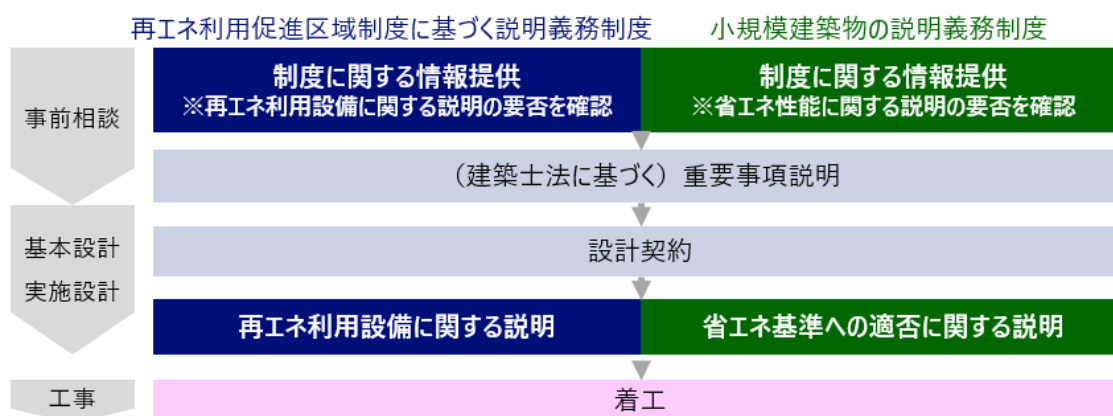 再エネ利用促進区域制度に基づく説明義務制度
小規模建築物の説明義務制度
事前相談
制度に関する情報提供
※再エネ利用設備に関する説明の要否を確認
制度に関する情報提供
※省エネ性能に関する説明の要否を確認
（建築士法に基づく）重要事項説明
基本設計
実施設計
設計契約
再エネ利用設備に関する説明
省エネ基準への適否に関する説明
工事
着工